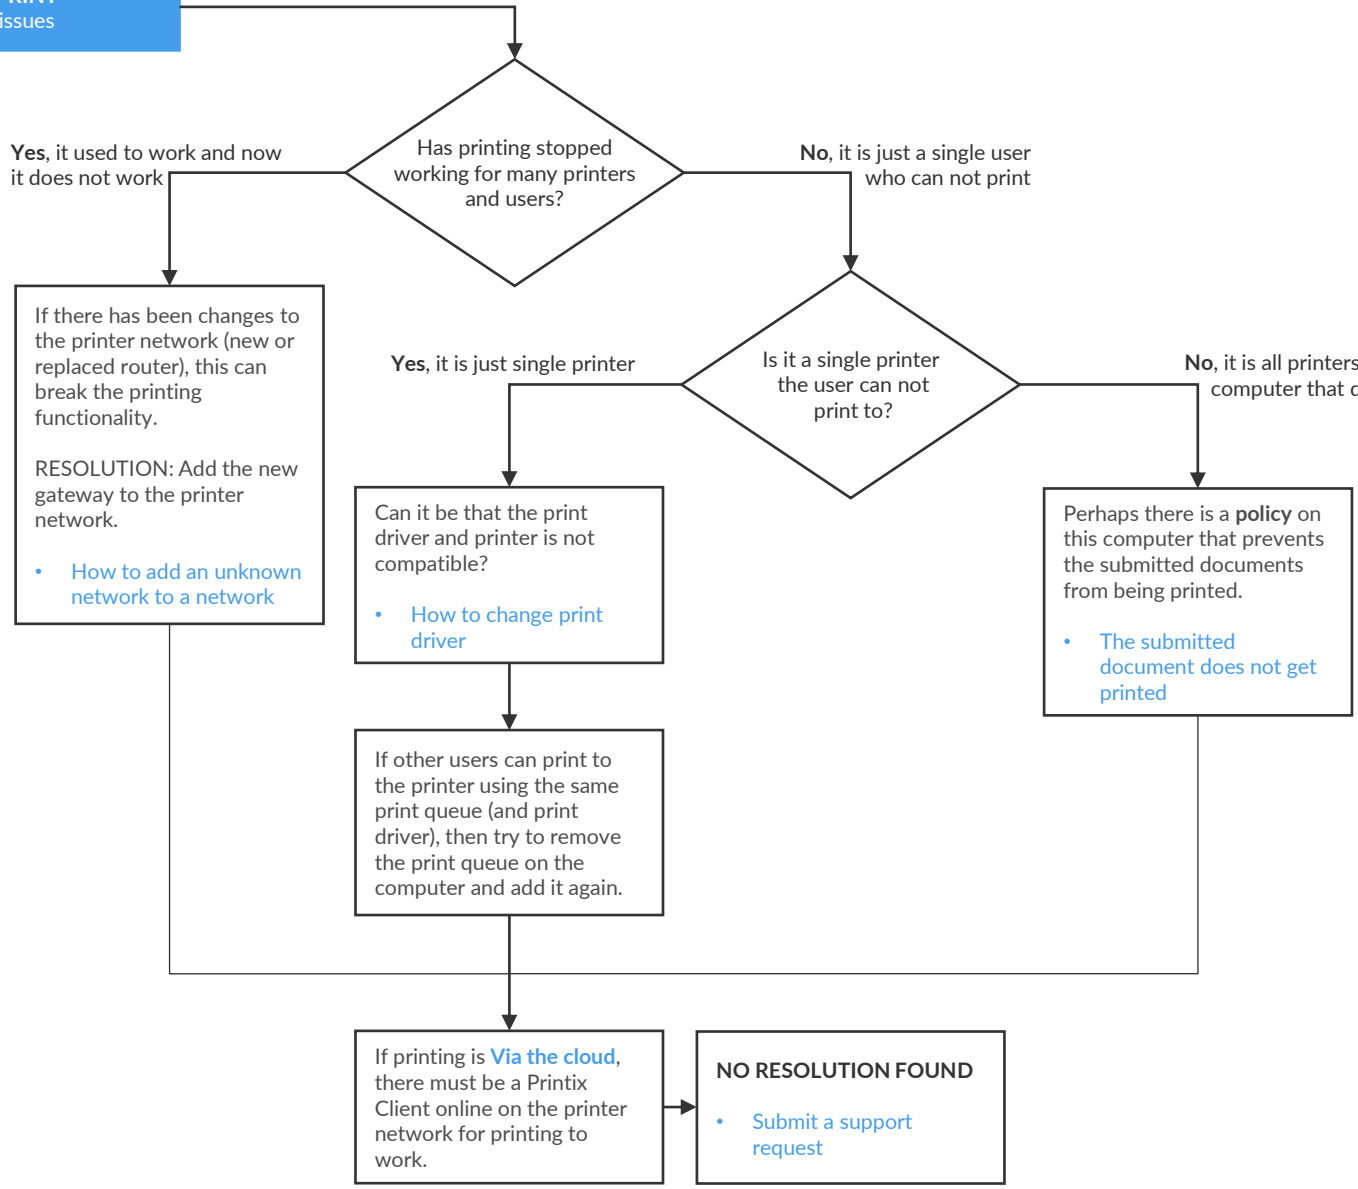 issues
Has printing stopped
working for many printers
and users?
Yes, it used to work and now
it does not work
No, it is just a single user
who can not print
If there has been changes to
the printer network (new or
replaced router), this can
break the printing
functionality.
RESOLUTION: Add the new
gateway to the printer
network.
• How to add an unknown
network to a network
Is it a single printer
the user can not
print to?
Yes, it is just single printer
No, it is all printers
computer that
Can it be that the print
driver and printer is not
compatible?
• How to change print
driver
Perhaps there is a policy on
this computer that prevents
the submitted documents
from being printed.
• The submitted
document does not get
printed
If other users can print to
the printer using the same
print queue (and print
driver), then try to remove
the print queue on the
computer and add it again.
If printing is Via the cloud,
there must be a Printix
Client online on the printer
network for printing to
work.
NO RESOLUTION FOUND
• Submit a support
request